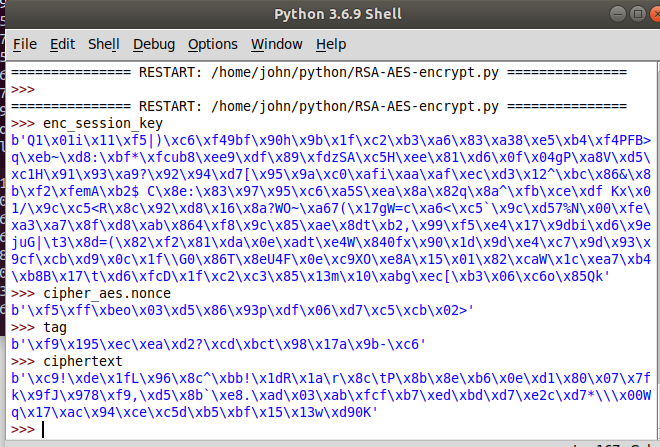 Python 3.6.9 Shell
File Edit Shell Debug Options Window Help
=============== RESTART: /home/john/python/RSA-AES-encrypt.py ===============
>>>
=============== RESTART: /home/john/python/RSA-AES-encrypt.py ===============
>>> enc_session_key
b'Q1\x01i\x11\xf5|)\xc6\xf49bf\x90h\x9b\x1f\xc2\xb3\xa6\x83\xa38\xe5\xb4\xf4PFB>
q\xeb~\xd8:\xbf*\xfcub8\xee9\xdf\x89\xfdzSA\xc5H\xee\x81\xd6\x0f\x04gP\xa8V\xd5\
xc1H\x91\x93\xa9?\x92\x94\xd7[\x95\x9a\xc0\xafi\xaa\xaf\xec\xd3\x12^\xbc\x86&\x8
b\xf2\xfemA\xb2$ C\x8e:\x83\x97\x95\xc6\xa5S\xea\x8a\x82q\x8a^\xfb\xce\xdf Kx\x0
1/\x9c\xc5<R\x8c\x92\xd8\x16\x8a?WO~\xa67(\x17gW=c\xa6<\xc5`\x9c\xd57%N\x00\xfe\
xa3\xa7\x8f\xd8\xab\x864\xf8\x9c\x85\xae\x8dt\xb2,\x99\xf5\xe4\x17\x9dbi\xd6\x9e
juG|\t3\x8d=(\x82\xf2\x81\xda\x0e\xadt\xe4W\x840fx\x90\x1d\x9d\xe4\xc7\x9d\x93\x
9cf\xcb\xd9\x0c\x1f\\G0\x86T\x8eU4F\x0e\xc9XO\xe8A\x15\x01\x82\xcaW\x1c\xea7\xb4
\xb8B\x17\t\xd6\xfcD\x1f\xc2\xc3\x85\x13m\x10\xabg\xec[\xb3\x06\xc6o\x85Qk'
>>> cipher_aes.nonce
b'\xf5\xff\xbeo\x03\xd5\x86\x93p\xdf\x06\xd7\xc5\xcb\x02>'
>>> tag
b'\xf9\x195\xec\xea\xd2?\xcd\xbct\x98\x17a\x9b-\xc6'
>>> ciphertext
b'\xc9!\xde\x1fL\x96\x8c^\xbb!\x1dR\x1a\r\x8c\tP\x8b\x8e\xb6\x0e\xd1\x80\x07\x7f
k\x9fJ\x978\xf9,\xd5\x8b`\xe8.\xad\x03\xab\xfcf\xb7\xed\xbd\xd7\xe2c\xd7*\\\x00W
q\x17\xac\x94\xce\xc5d\xb5\xbf\x15\x13w\xd90K'
>>>